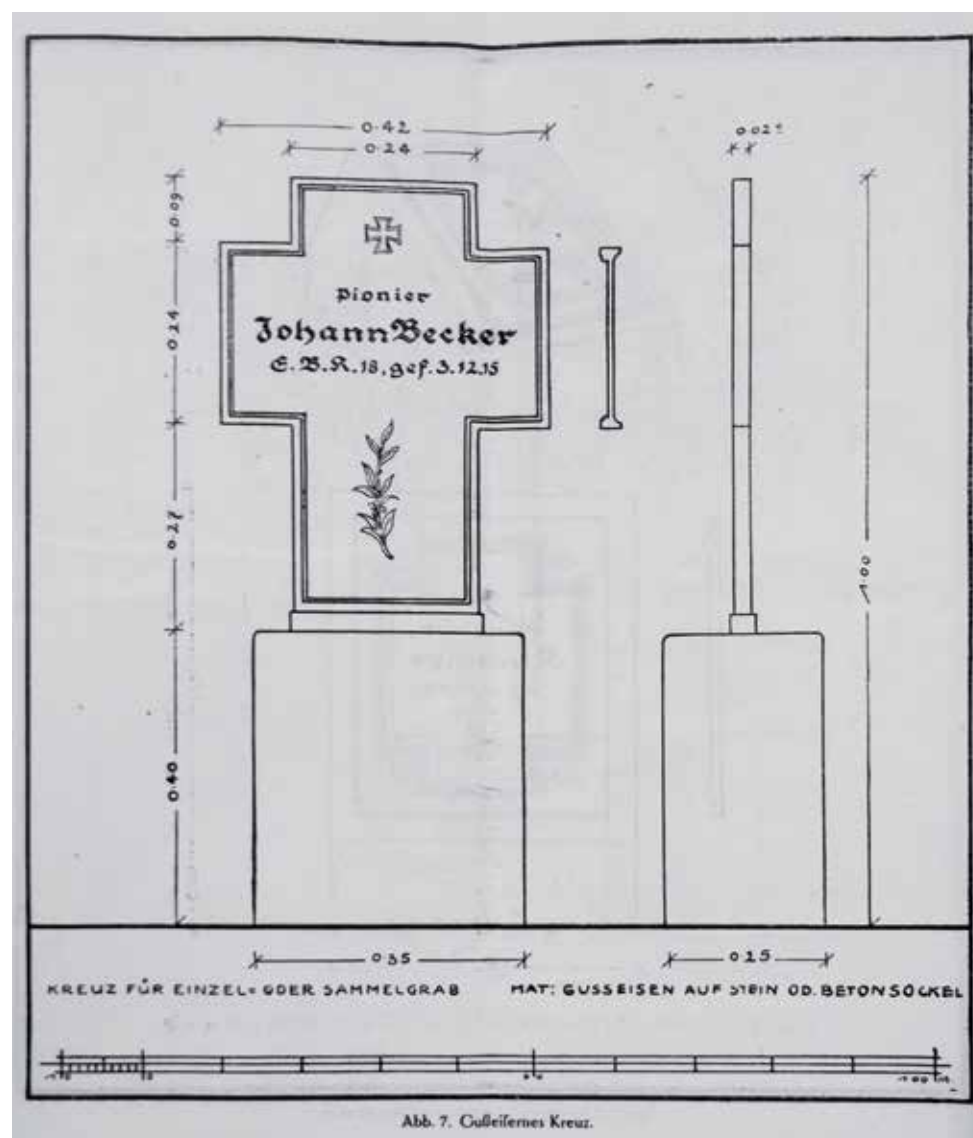 0.42
0.24
0.02⁵
0.09
0.24
0.27
0.40
1.00
Pionier
Johann Becker
E.B.K.18, gef. 3.12.15
0.35
0.25
KREUZ FÜR EINZEL= ODER SAMMELGRAB
MAT: GUSSEISEN AUF STEIN OD. BETONSOCKEL
Abb. 7. Gußeisernes Kreuz.